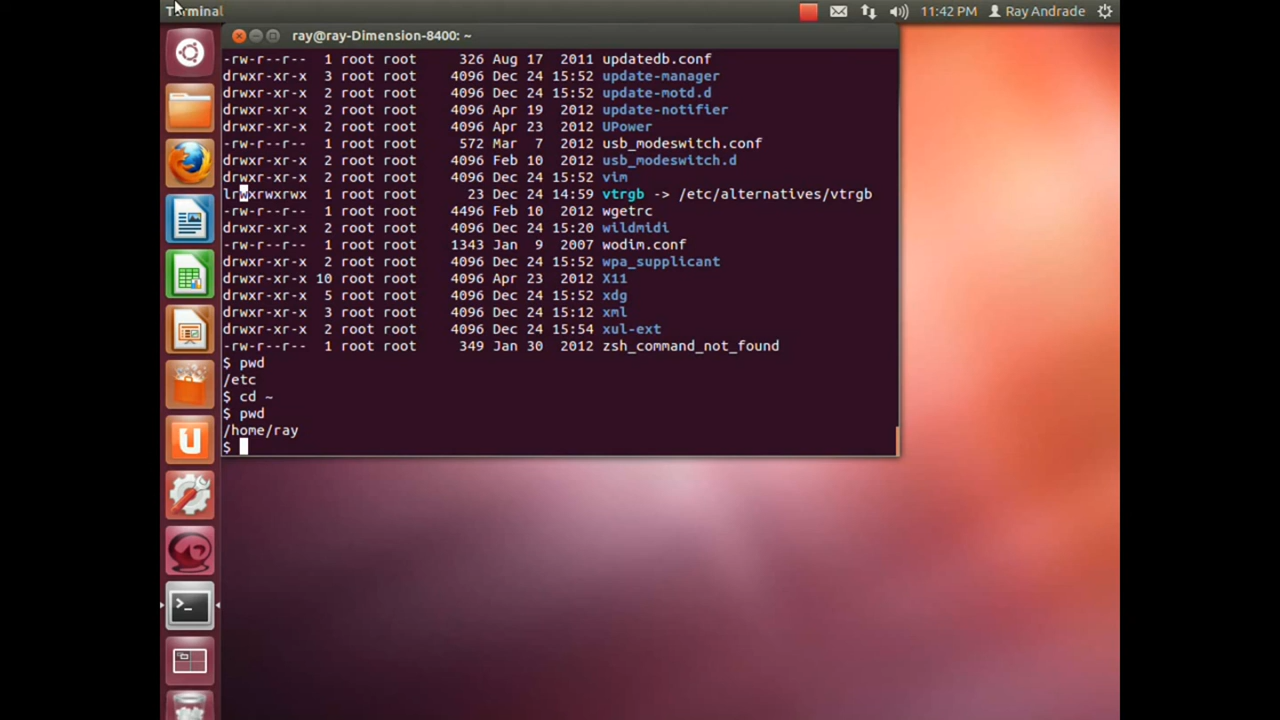 Terminal
11:42 PM Ray Andrade
ray@ray-Dimension-8400: ~
-rw-r--r-- 1 root root 326 Aug 17 2011 updatedb.conf
drwxr-xr-x 3 root root 4096 Dec 24 15:52 update-manager
drwxr-xr-x 2 root root 4096 Dec 24 15:52 update-motd.d
drwxr-xr-x 2 root root 4096 Apr 19 2012 update-notifier
drwxr-xr-x 2 root root 4096 Apr 23 2012 UPower
-rw-r--r-- 1 root root 572 Mar 7 2012 usb_modeswitch.conf
drwxr-xr-x 2 root root 4096 Feb 10 2012 usb_modeswitch.d
drwxr-xr-x 2 root root 4096 Dec 24 15:52 vim
lrwxrwxrwx 1 root root 23 Dec 24 14:59 vtrgb -> /etc/alternatives/vtrgb
-rw-r--r-- 1 root root 4496 Feb 10 2012 wgetrc
drwxr-xr-x 2 root root 4096 Dec 24 15:20 wildmidi
-rw-r--r-- 1 root root 1343 Jan 9 2007 wodim.conf
drwxr-xr-x 2 root root 4096 Dec 24 15:52 wpa_supplicant
drwxr-xr-x 10 root root 4096 Apr 23 2012 X11
drwxr-xr-x 5 root root 4096 Dec 24 15:52 xdg
drwxr-xr-x 3 root root 4096 Dec 24 15:12 xml
drwxr-xr-x 2 root root 4096 Dec 24 15:54 xul-ext
-rw-r--r-- 1 root root 349 Jan 30 2012 zsh_command_not_found
$ pwd
/etc
$ cd ~
$ pwd
/home/ray
$